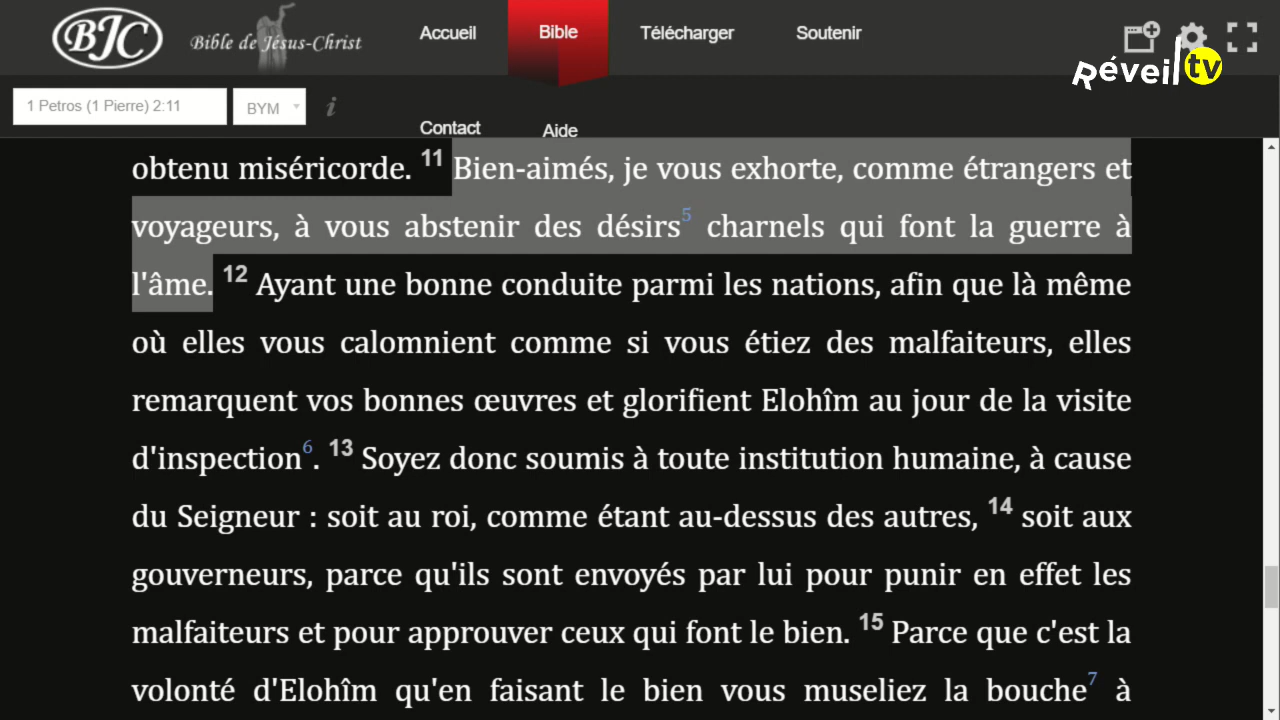 BJC
Bible de Jésus-Christ
Accueil
Bible
Télécharger
Soutenir
Réveil tv
1 Petros (1 Pierre) 2:11
BYM
i
Contact
Aide
obtenu miséricorde. 11 Bien-aimés, je vous exhorte, comme étrangers et
voyageurs, à vous abstenir des désirs5 charnels qui font la guerre à
l'âme. 12 Ayant une bonne conduite parmi les nations, afin que là même
où elles vous calomnient comme si vous étiez des malfaiteurs, elles
remarquent vos bonnes œuvres et glorifient Elohîm au jour de la visite
d'inspection6. 13 Soyez donc soumis à toute institution humaine, à cause
du Seigneur : soit au roi, comme étant au-dessus des autres, 14 soit aux
gouverneurs, parce qu'ils sont envoyés par lui pour punir en effet les
malfaiteurs et pour approuver ceux qui font le bien. 15 Parce que c'est la
volonté d'Elohîm qu'en faisant le bien vous museliez la bouche7 à